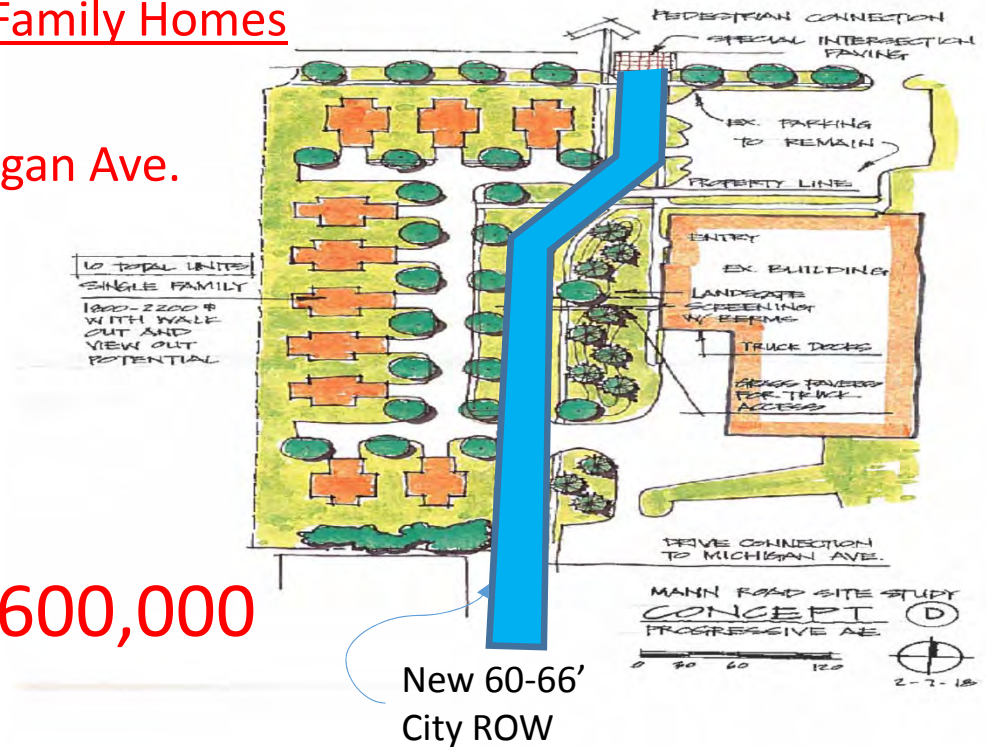 Family Homes
gan Ave.
600,000
PEDESTRIAN CONNECTION
SPECIAL INTERSECTION
PAVING
EX. PARKING
TO REMAIN
PROPERTY LINE
ENTRY
EX. BUILDING
LANDSCAPE
SCREENING
W/ BERMS
TRUCK DOCKS
GRASS PAVERS
FOR TRUCK
ACCESS
10 TOTAL UNITS
SINGLE FAMILY
1800-2200 #
WITH WALK
OUT AND
VIEW OUT
POTENTIAL
DRIVE CONNECTION
TO MICHIGAN AVE.
MANN ROAD SITE STUDY
CONCEPT D
PROGRESSIVE AE
0 30 60 120
2-7-18
New 60-66’
City ROW